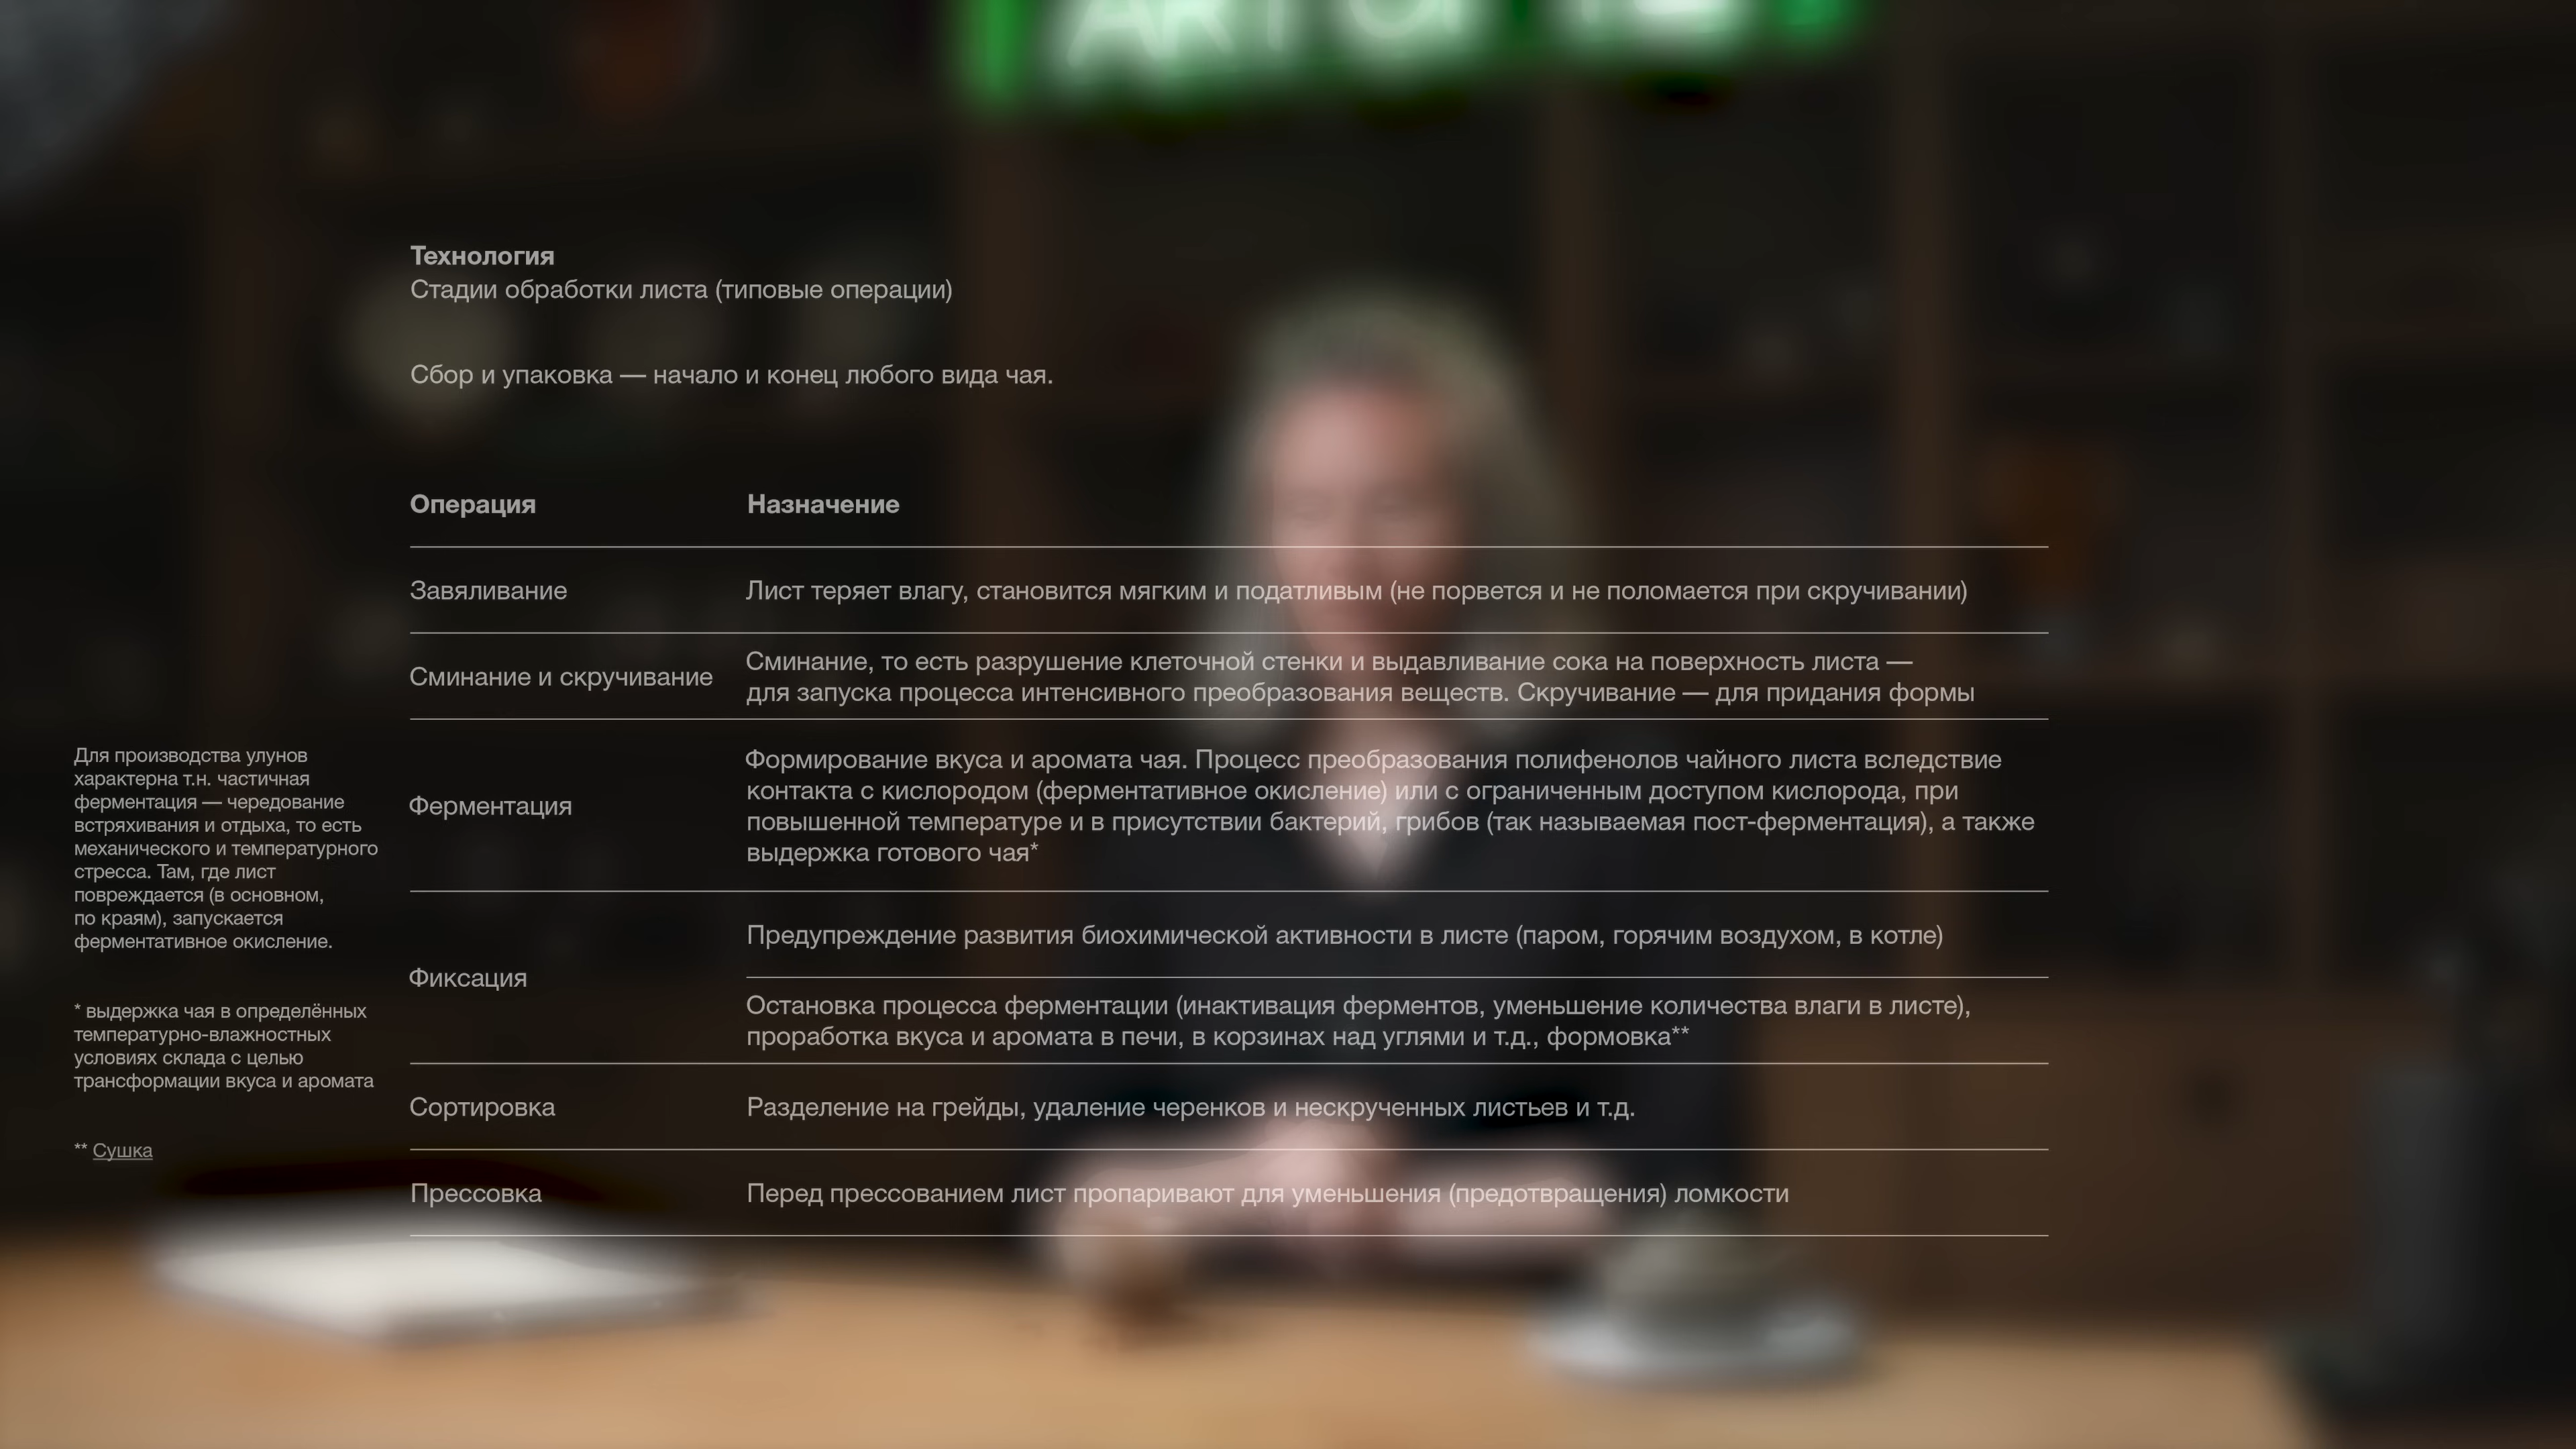 ART OF TEA
Технология
Стадии обработки листа (типовые операции)
Сбор и упаковка — начало и конец любого вида чая.
Операция
Назначение
Завяливание
Лист теряет влагу, становится мягким и податливым (не порвется и не поломается при скручивании)
Сминание и скручивание
Сминание, то есть разрушение клеточной стенки и выдавливание сока на поверхность листа —
для запуска процесса интенсивного преобразования веществ. Скручивание — для придания формы
Ферментация
Формирование вкуса и аромата чая. Процесс преобразования полифенолов чайного листа вследствие
контакта с кислородом (ферментативное окисление) или с ограниченным доступом кислорода, при
повышенной температуре и в присутствии бактерий, грибов (так называемая пост-ферментация), а также
выдержка готового чая*
Фиксация
Предупреждение развития биохимической активности в листе (паром, горячим воздухом, в котле)
Остановка процесса ферментации (инактивация ферментов, уменьшение количества влаги в листе),
проработка вкуса и аромата в печи, в корзинах над углями и т.д., формовка**
Сортировка
Разделение на грейды, удаление черенков и нескрученных листьев и т.д.
Прессовка
Перед прессованием лист пропаривают для уменьшения (предотвращения) ломкости
Для производства улунов
характерна т.н. частичная
ферментация — чередование
встряхивания и отдыха, то есть
механического и температурного
стресса. Там, где лист
повреждается (в основном,
по краям), запускается
ферментативное окисление.
* выдержка чая в определённых
температурно-влажностных
условиях склада с целью
трансформации вкуса и аромата
** Сушка